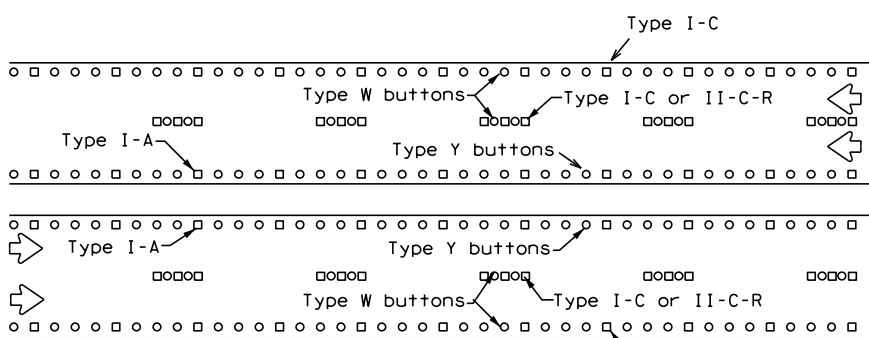 Type I-C
Type W buttons
Type I-C or II-C-R
Type I-A
Type Y buttons
Type I-A
Type Y buttons
Type W buttons
Type I-C or II-C-R